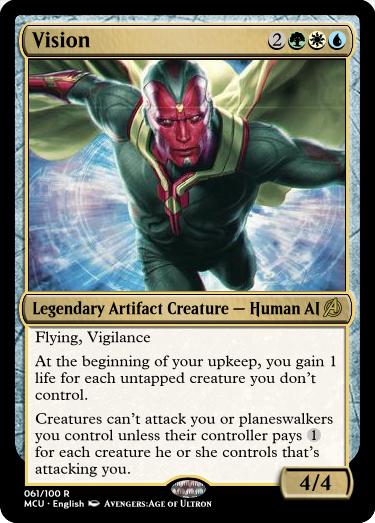 Vision 2
Legendary Artifact Creature — Human AI
Flying, Vigilance
At the beginning of your upkeep, you gain 1
life for each untapped creature you don't
control.
Creatures can't attack you or planeswalkers
you control unless their controller pays 1
for each creature he or she controls that's
attacking you.
4/4
061/100 R
MCU • English Avengers:Age of Ultron